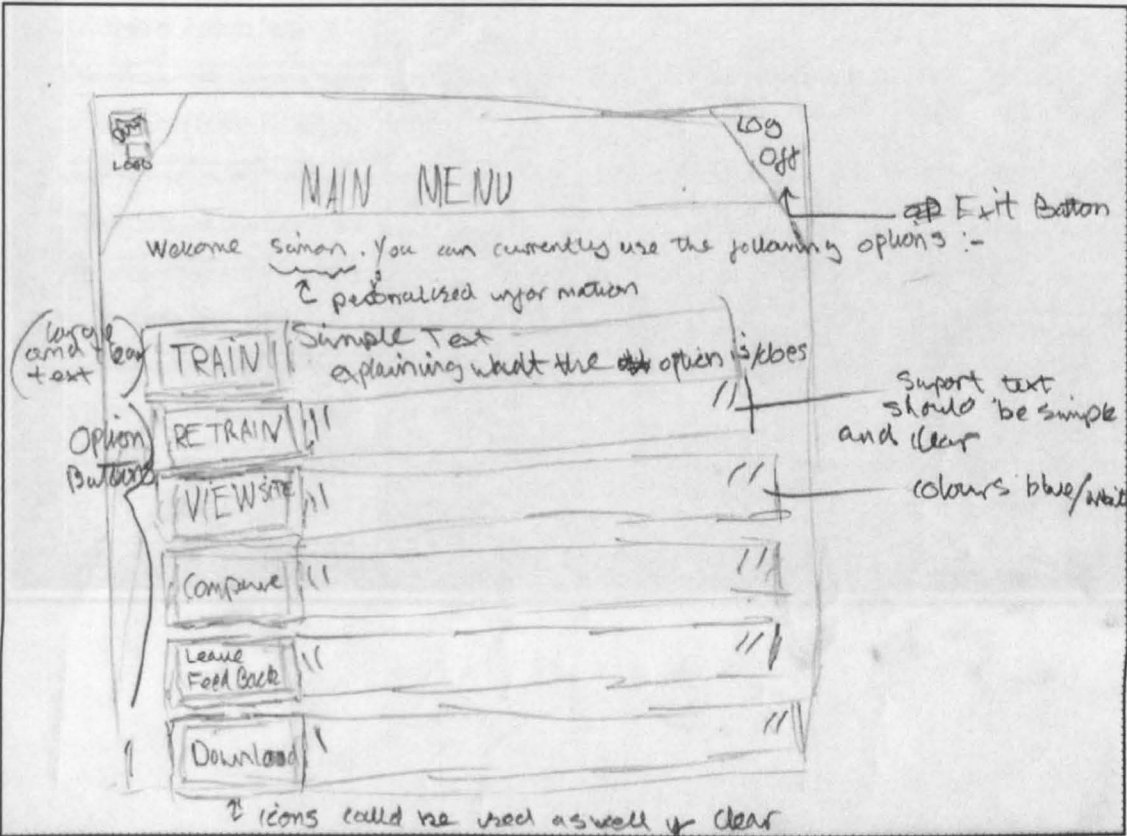 LOGO
Log
Off
MAIN MENU
Exit Button
Welcome Simon. You can currently use the following options :-
personalised information
(large
and clear
text)
TRAIN
Simple Text
explaining what the option is/does
Suport text
should be simple
and clear
Option
Buttons
RETRAIN
VIEW SITE
colours blue/whit
Compare
Leave
Feed Back
Download
icons could be used as well if clear